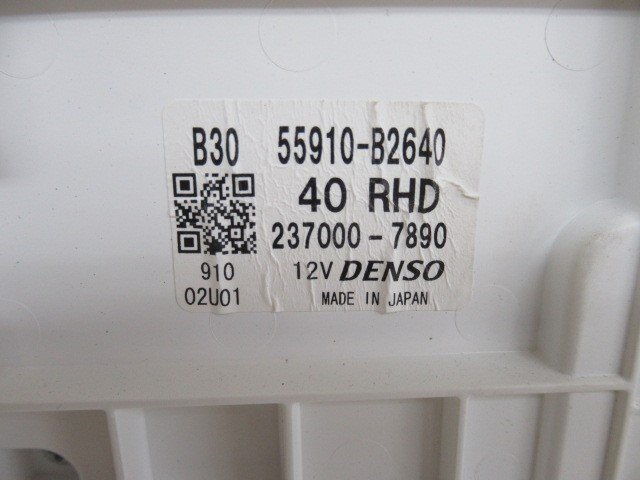 B30 55910-B2640
40 RHD
237000-7890
910 12V DENSO
02U01 MADE IN JAPAN